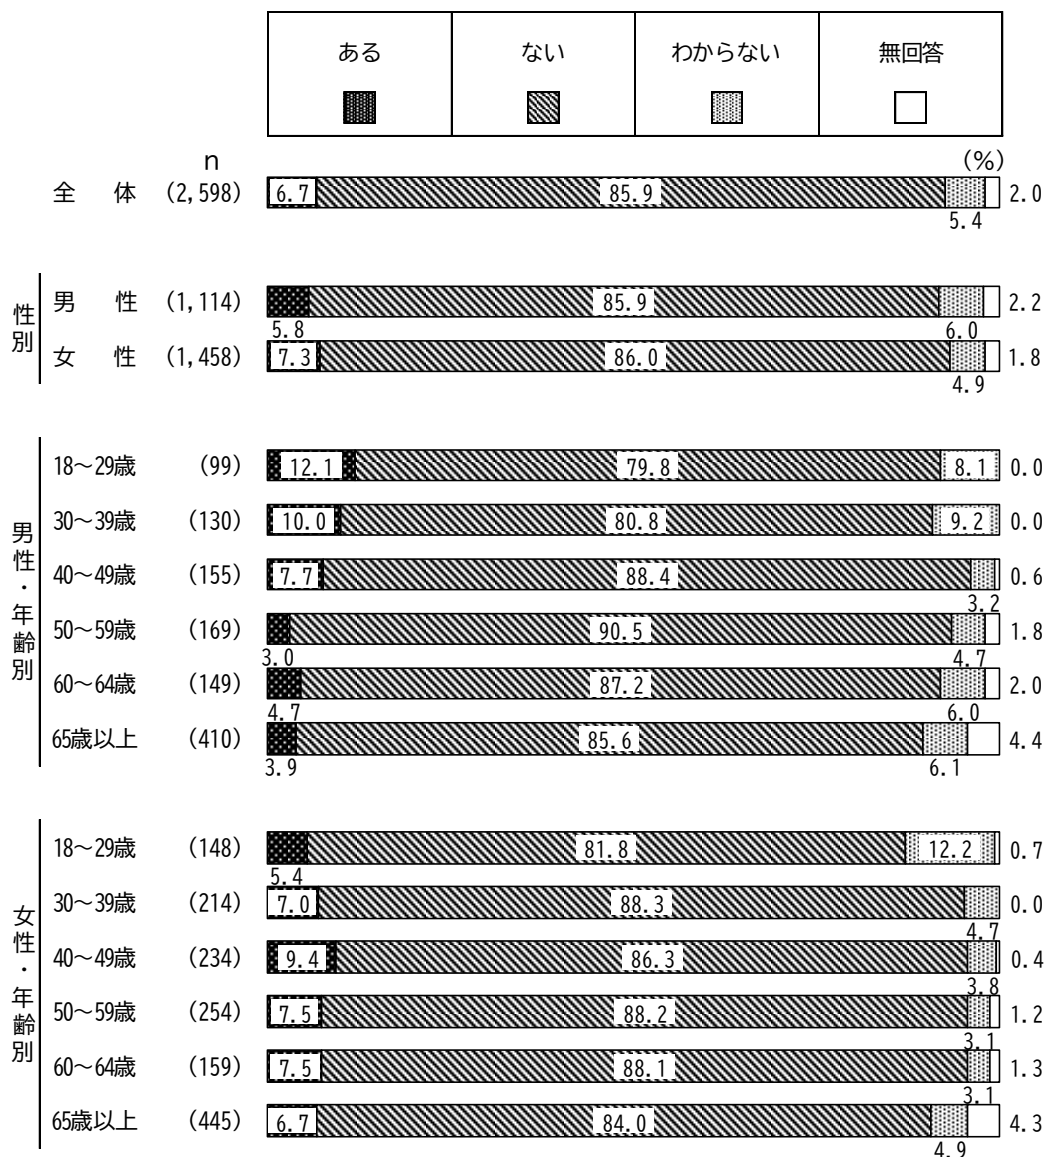 ある ない わからない 無回答
n (%)
全 体 (2,598) 6.7 85.9 5.4 2.0
性別
男 性 (1,114) 5.8 85.9 6.0 2.2
女 性 (1,458) 7.3 86.0 4.9 1.8
男性・年齢別
18～29歳 (99) 12.1 79.8 8.1 0.0
30～39歳 (130) 10.0 80.8 9.2 0.0
40～49歳 (155) 7.7 88.4 3.2 0.6
50～59歳 (169) 3.0 90.5 4.7 1.8
60～64歳 (149) 4.7 87.2 6.0 2.0
65歳以上 (410) 3.9 85.6 6.1 4.4
女性・年齢別
18～29歳 (148) 5.4 81.8 12.2 0.7
30～39歳 (214) 7.0 88.3 4.7 0.0
40～49歳 (234) 9.4 86.3 3.8 0.4
50～59歳 (254) 7.5 88.2 3.1 1.2
60～64歳 (159) 7.5 88.1 3.1 1.3
65歳以上 (445) 6.7 84.0 4.9 4.3